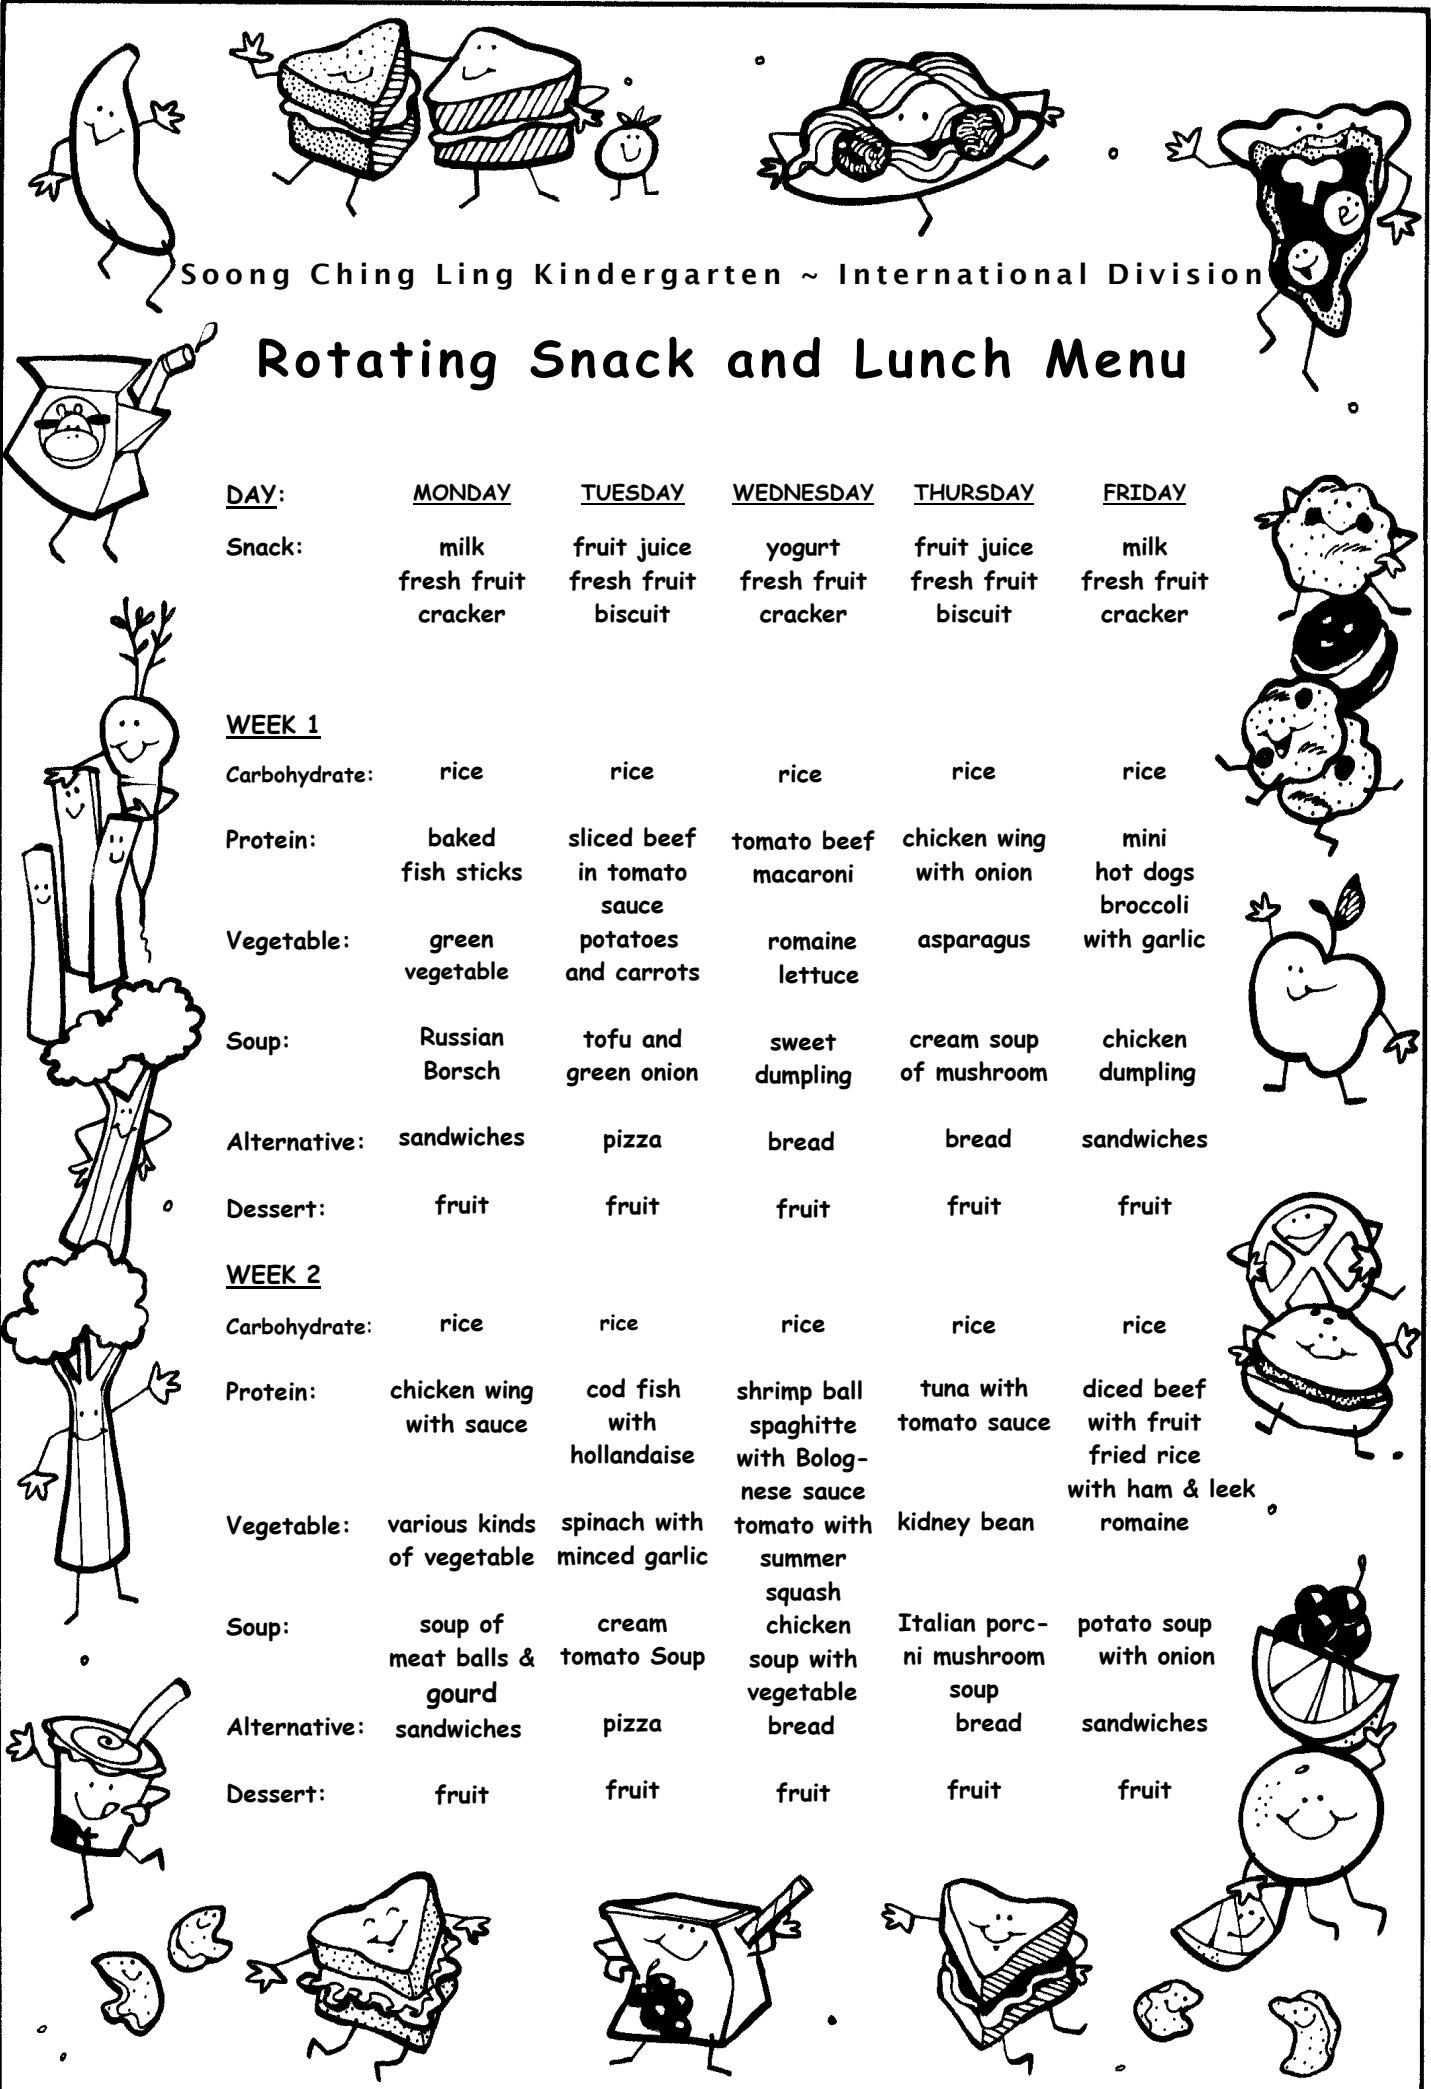 Soong Ching Ling Kindergarten ~ International Division
Rotating Snack and Lunch Menu
DAY: MONDAY TUESDAY WEDNESDAY THURSDAY FRIDAY
Snack: milk fruit juice yogurt fruit juice milk
fresh fruit fresh fruit fresh fruit fresh fruit fresh fruit
cracker biscuit cracker biscuit cracker
WEEK 1
Carbohydrate: rice rice rice rice rice
Protein: baked sliced beef tomato beef chicken wing mini
fish sticks in tomato macaroni with onion hot dogs
sauce broccoli
Vegetable: green potatoes romaine asparagus with garlic
vegetable and carrots lettuce
Soup: Russian tofu and sweet cream soup chicken
Borsch green onion dumpling of mushroom dumpling
Alternative: sandwiches pizza bread bread sandwiches
Dessert: fruit fruit fruit fruit fruit
WEEK 2
Carbohydrate: rice rice rice rice rice
Protein: chicken wing cod fish shrimp ball tuna with diced beef
with sauce with spaghitte tomato sauce with fruit
hollandaise with Bolog- fried rice
nese sauce with ham & leek
Vegetable: various kinds spinach with tomato with kidney bean romaine
of vegetable minced garlic summer
squash
Soup: soup of cream chicken Italian porc- potato soup
meat balls & tomato Soup soup with ni mushroom with onion
gourd vegetable soup
Alternative: sandwiches pizza bread bread sandwiches
Dessert: fruit fruit fruit fruit fruit